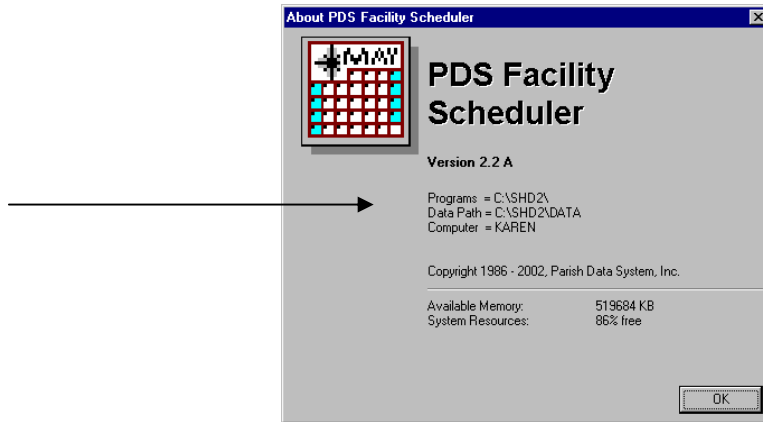 About PDS Facility Scheduler
MAY
PDS Facility
Scheduler
Version 2.2 A
Programs = C:\SHD2\
Data Path = C:\SHD2\DATA
Computer = KAREN
Copyright 1986 - 2002, Parish Data System, Inc.
Available Memory: 519684 KB
System Resources: 86% free
OK